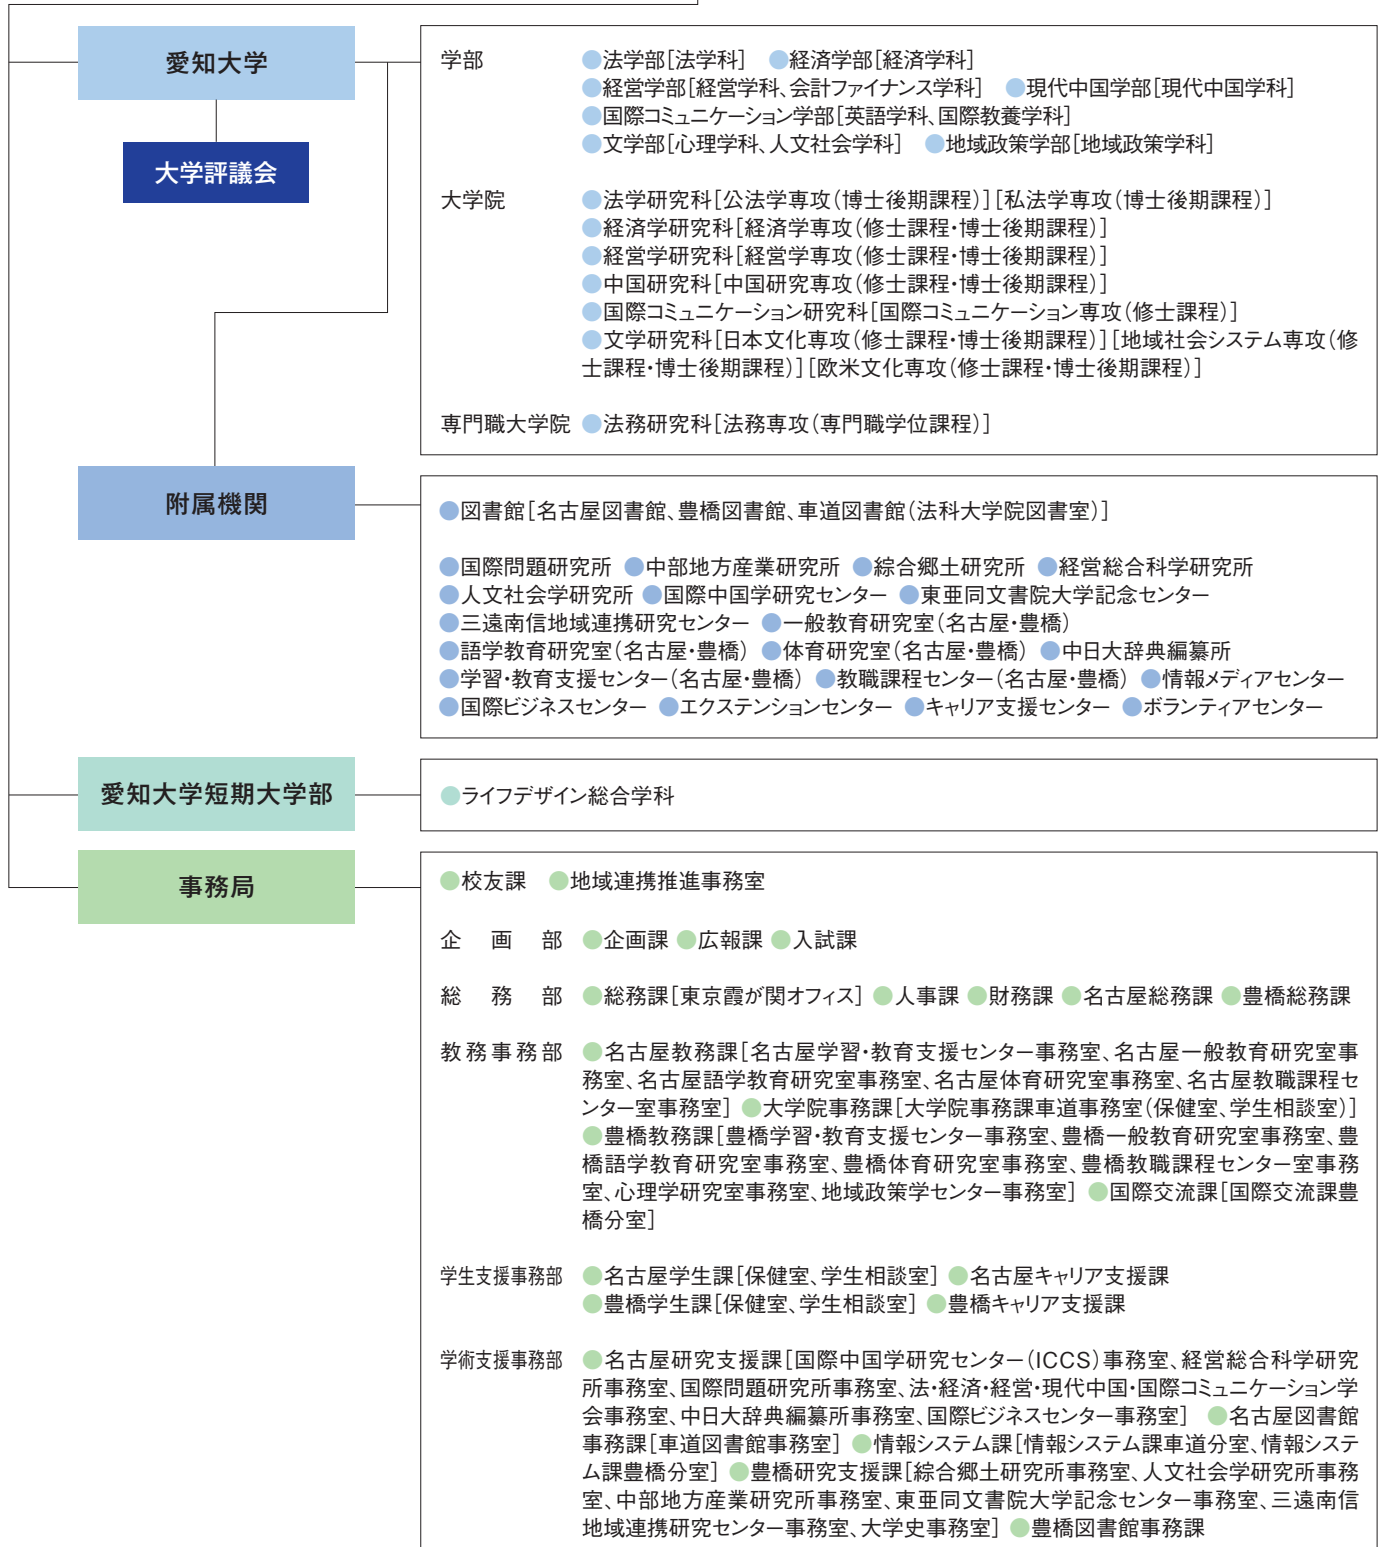 愛知大学
大学評議会
学部 ●法学部[法学科] ●経済学部[経済学科]
●経営学部[経営学科、会計ファイナンス学科] ●現代中国学部[現代中国学科]
●国際コミュニケーション学部[英語学科、国際教養学科]
●文学部[心理学科、人文社会学科] ●地域政策学部[地域政策学科]
大学院 ●法学研究科[公法学専攻(博士後期課程)][私法学専攻(博士後期課程)]
●経済学研究科[経済学専攻(修士課程・博士後期課程)]
●経営学研究科[経営学専攻(修士課程・博士後期課程)]
●中国研究科[中国研究専攻(修士課程・博士後期課程)]
●国際コミュニケーション研究科[国際コミュニケーション専攻(修士課程)]
●文学研究科[日本文化専攻(修士課程・博士後期課程)][地域社会システム専攻(修
士課程・博士後期課程)][欧米文化専攻(修士課程・博士後期課程)]
専門職大学院 ●法務研究科[法務専攻(専門職学位課程)]
附属機関
●図書館[名古屋図書館、豊橋図書館、車道図書館(法科大学院図書室)]
●国際問題研究所 ●中部地方産業研究所 ●綜合郷土研究所 ●経営総合科学研究所
●人文社会学研究所 ●国際中国学研究センター ●東亜同文書院大学記念センター
●三遠南信地域連携研究センター ●一般教育研究室(名古屋・豊橋)
●語学教育研究室(名古屋・豊橋) ●体育研究室(名古屋・豊橋) ●中日大辞典編纂所
●学習・教育支援センター(名古屋・豊橋) ●教職課程センター(名古屋・豊橋) ●情報メディアセンター
●国際ビジネスセンター ●エクステンションセンター ●キャリア支援センター ●ボランティアセンター
愛知大学短期大学部
●ライフデザイン総合学科
事務局
●校友課 ●地域連携推進事務室
企画部 ●企画課 ●広報課 ●入試課
総務部 ●総務課[東京霞が関オフィス] ●人事課 ●財務課 ●名古屋総務課 ●豊橋総務課
教務事務部 ●名古屋教務課[名古屋学習・教育支援センター事務室、名古屋一般教育研究室事
務室、名古屋語学教育研究室事務室、名古屋体育研究室事務室、名古屋教職課程セ
ンター室事務室] ●大学院事務課[大学院事務課車道事務室(保健室、学生相談室)]
●豊橋教務課[豊橋学習・教育支援センター事務室、豊橋一般教育研究室事務室、豊
橋語学教育研究室事務室、豊橋体育研究室事務室、豊橋教職課程センター室事務
室、心理学研究室事務室、地域政策学センター事務室] ●国際交流課[国際交流課豊
橋分室]
学生支援事務部 ●名古屋学生課[保健室、学生相談室] ●名古屋キャリア支援課
●豊橋学生課[保健室、学生相談室] ●豊橋キャリア支援課
学術支援事務部 ●名古屋研究支援課[国際中国学研究センター(ICCS)事務室、経営総合科学研究
所事務室、国際問題研究所事務室、法・経済・経営・現代中国・国際コミュニケーション学
会事務室、中日大辞典編纂所事務室、国際ビジネスセンター事務室] ●名古屋図書館
事務課[車道図書館事務室] ●情報システム課[情報システム課車道分室、情報システ
ム課豊橋分室] ●豊橋研究支援課[綜合郷土研究所事務室、人文社会学研究所事務
室、中部地方産業研究所事務室、東亜同文書院大学記念センター事務室、三遠南信
地域連携研究センター事務室、大学史事務室] ●豊橋図書館事務課